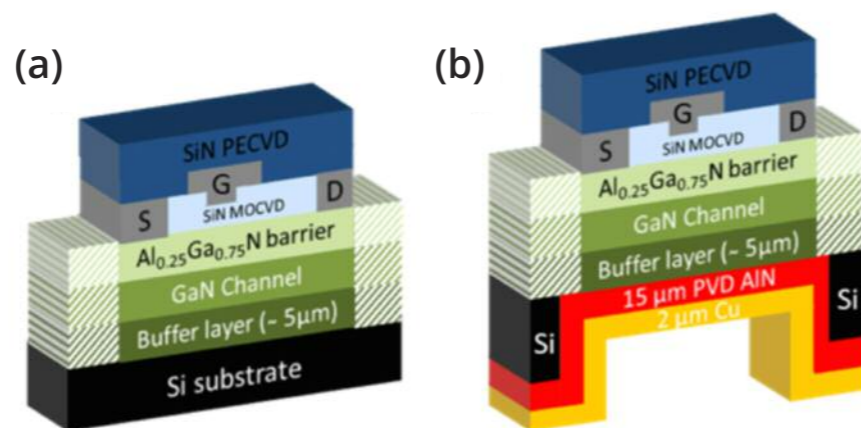 (a)
SiN PECVD
G
S
SiN MOCVD
D
Al₀.₂₅Ga₀.₇₅N barrier
GaN Channel
Buffer layer (~ 5µm)
Si substrate
(b)
SiN PECVD
G
S
SiN MOCVD
D
Al₀.₂₅Ga₀.₇₅N barrier
GaN Channel
Buffer layer (~ 5µm)
15 µm PVD AlN
2 µm Cu
Si
Si